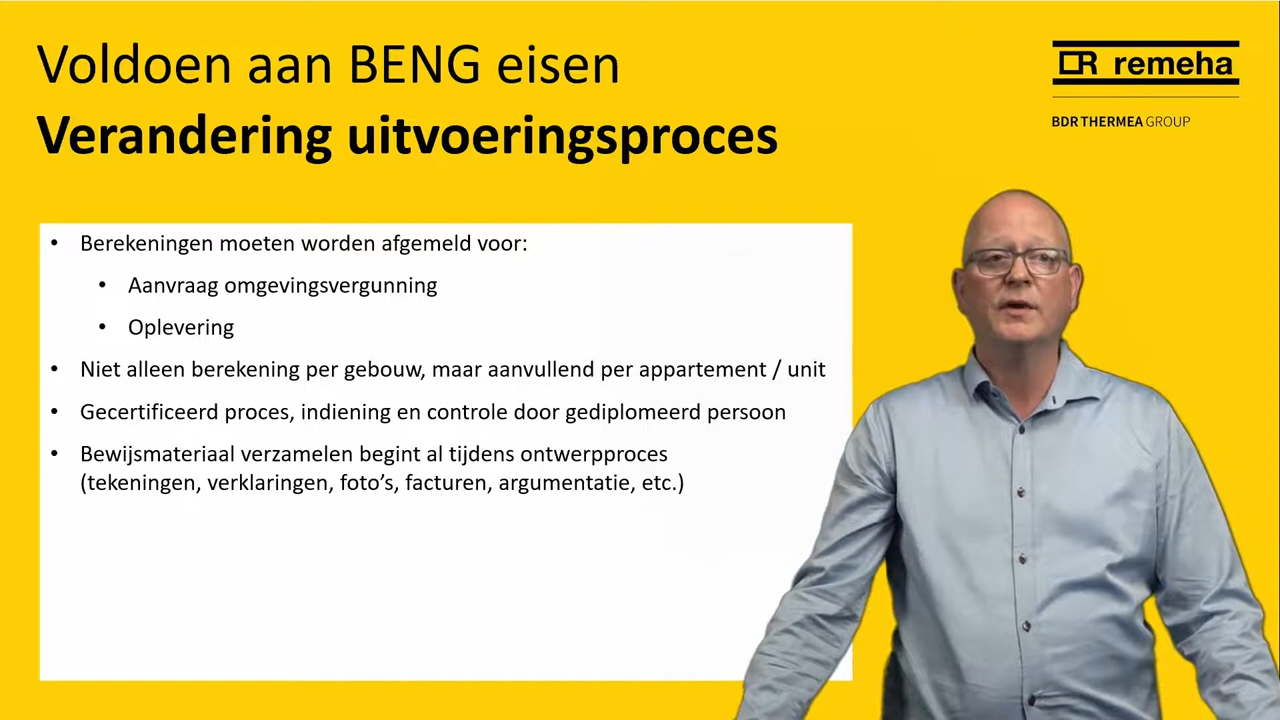 Voldoen aan BENG eisen
Verandering uitvoeringsproces
remeha
BDR THERMEA GROUP
• Berekeningen moeten worden afgemeld voor:
• Aanvraag omgevingsvergunning
• Oplevering
• Niet alleen berekening per gebouw, maar aanvullend per appartement / unit
• Gecertificeerd proces, indiening en controle door gediplomeerd persoon
• Bewijsmateriaal verzamelen begint al tijdens ontwerpproces
(tekeningen, verklaringen, foto’s, facturen, argumentatie, etc.)